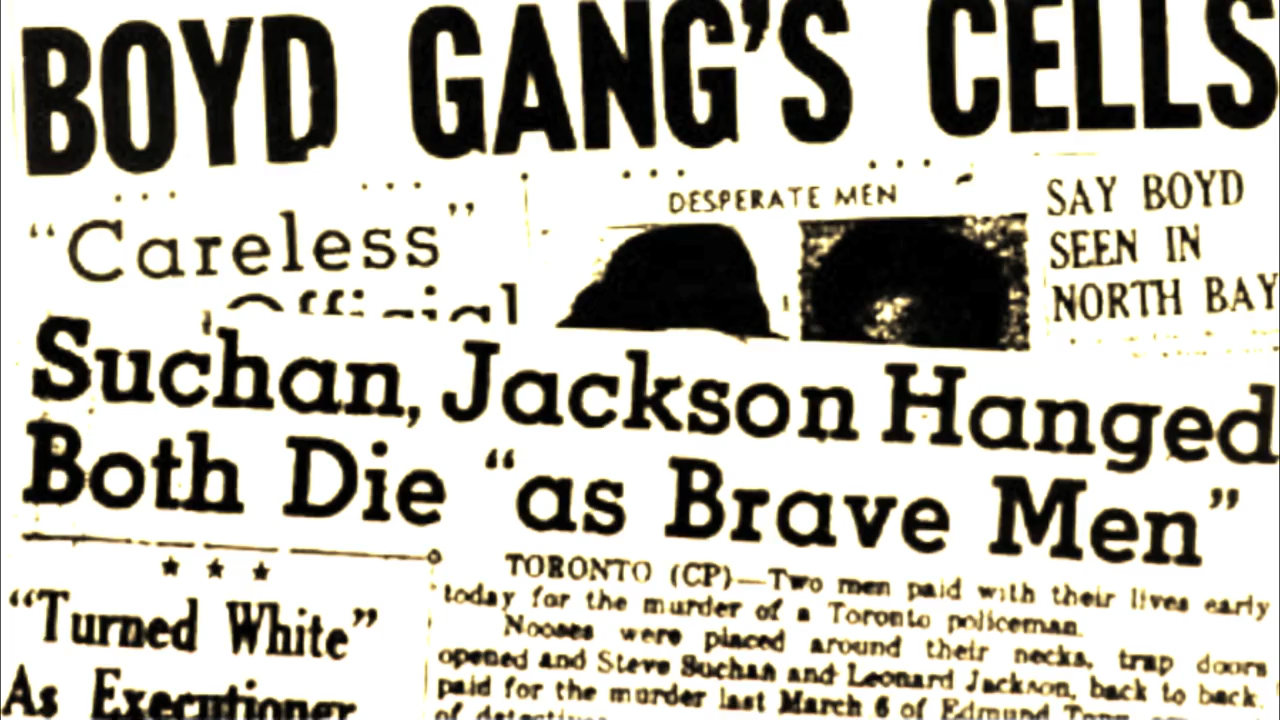 BOYD GANG'S CELLS
"Careless"
Official
DESPERATE MEN
SAY BOYD
SEEN IN
NORTH BAY
Suchan, Jackson Hanged
Both Die "as Brave Men"
"Turned White"
As Executioner
TORONTO (CP)—Two men paid with their lives early
today for the murder of a Toronto policeman.
Nooses were placed around their necks, trap doors
opened and Steve Suchan and Leonard Jackson, back to back,
paid for the murder last March 6 of Edmund
of